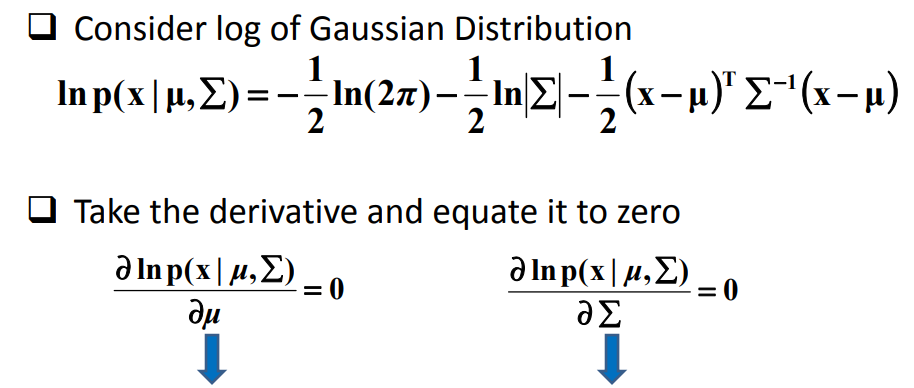 ❑ Consider log of Gaussian Distribution
ln p(x | μ, Σ) = − 1/2 ln(2π) − 1/2 ln|Σ| − 1/2 (x − μ)ᵀ Σ⁻¹ (x − μ)
❑ Take the derivative and equate it to zero
∂ ln p(x | μ, Σ) / ∂μ = 0 ∂ ln p(x | μ, Σ) / ∂Σ = 0